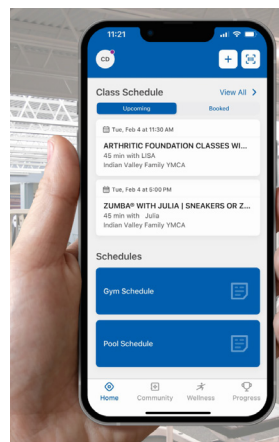 11:21
CD
Class Schedule
View All >
Upcoming
Booked
Tue, Feb 4 at 11:30 AM
ARTHRITIC FOUNDATION CLASSES WI...
45 min with LISA
Indian Valley Family YMCA
Tue, Feb 4 at 5:00 PM
ZUMBA® WITH JULIA | SNEAKERS OR Z...
45 min with Julia
Indian Valley Family YMCA
Schedules
Gym Schedule
Pool Schedule
Home
Community
Wellness
Progress